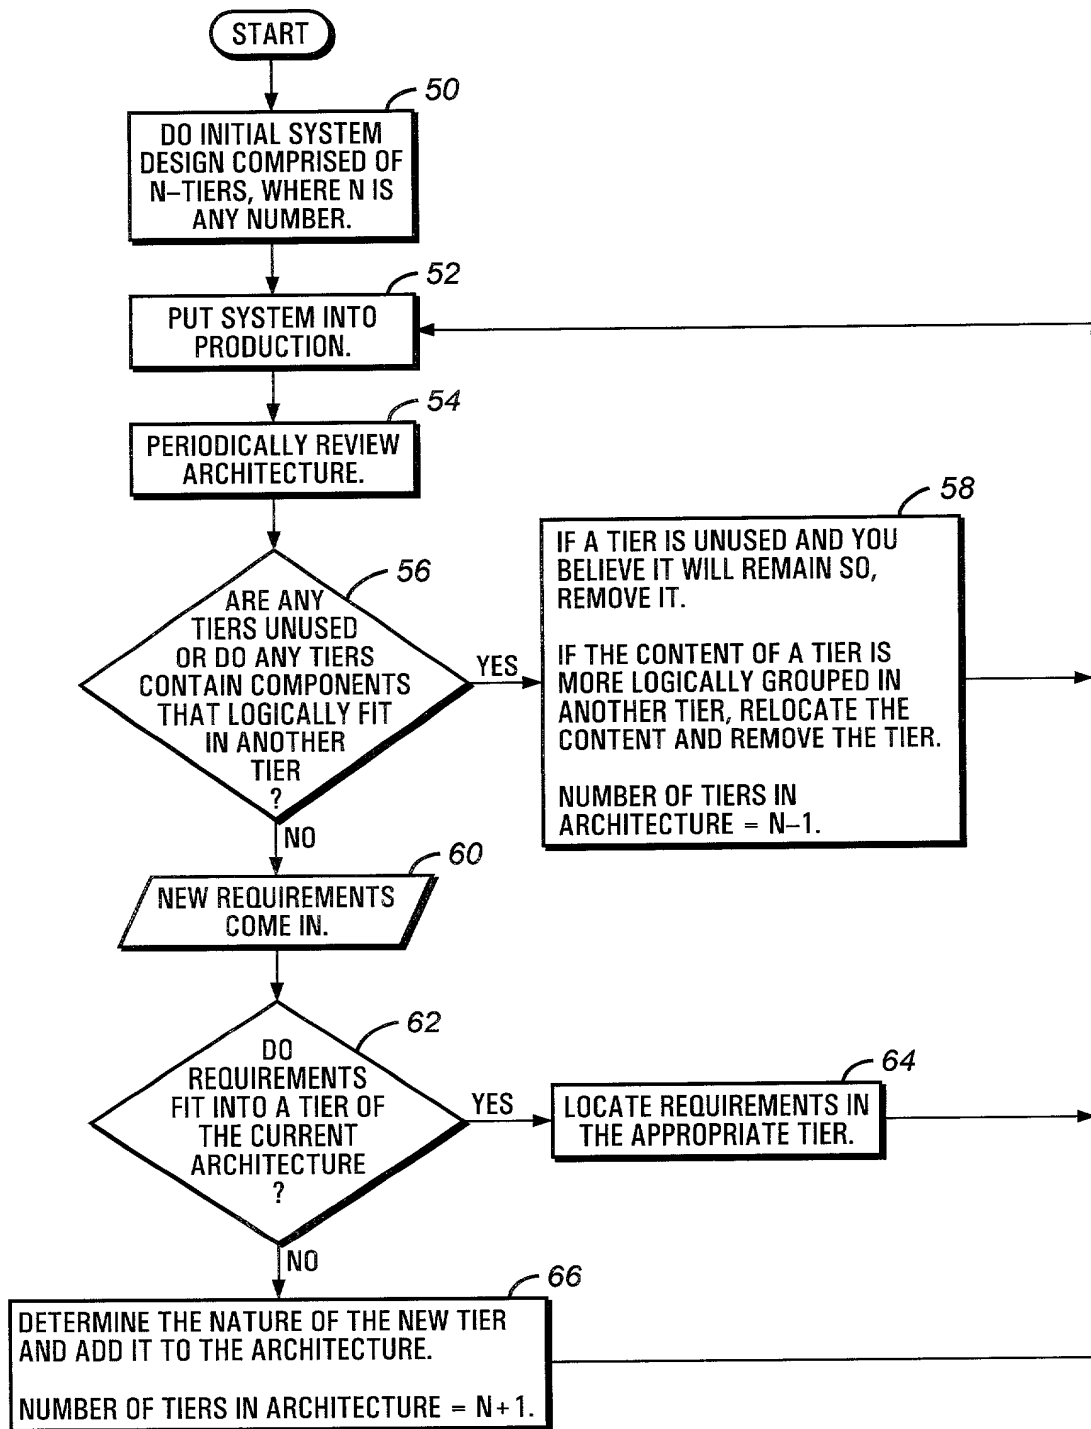 START
50
DO INITIAL SYSTEM
DESIGN COMPRISED OF
N–TIERS, WHERE N IS
ANY NUMBER.
52
PUT SYSTEM INTO
PRODUCTION.
54
PERIODICALLY REVIEW
ARCHITECTURE.
56
ARE ANY
TIERS UNUSED
OR DO ANY TIERS
CONTAIN COMPONENTS
THAT LOGICALLY FIT
IN ANOTHER
TIER
?
YES
58
IF A TIER IS UNUSED AND YOU
BELIEVE IT WILL REMAIN SO,
REMOVE IT.
IF THE CONTENT OF A TIER IS
MORE LOGICALLY GROUPED IN
ANOTHER TIER, RELOCATE THE
CONTENT AND REMOVE THE TIER.
NUMBER OF TIERS IN
ARCHITECTURE = N–1.
NO
60
NEW REQUIREMENTS
COME IN.
62
DO
REQUIREMENTS
FIT INTO A TIER OF
THE CURRENT
ARCHITECTURE
?
YES
64
LOCATE REQUIREMENTS IN
THE APPROPRIATE TIER.
NO
66
DETERMINE THE NATURE OF THE NEW TIER
AND ADD IT TO THE ARCHITECTURE.
NUMBER OF TIERS IN ARCHITECTURE = N+1.